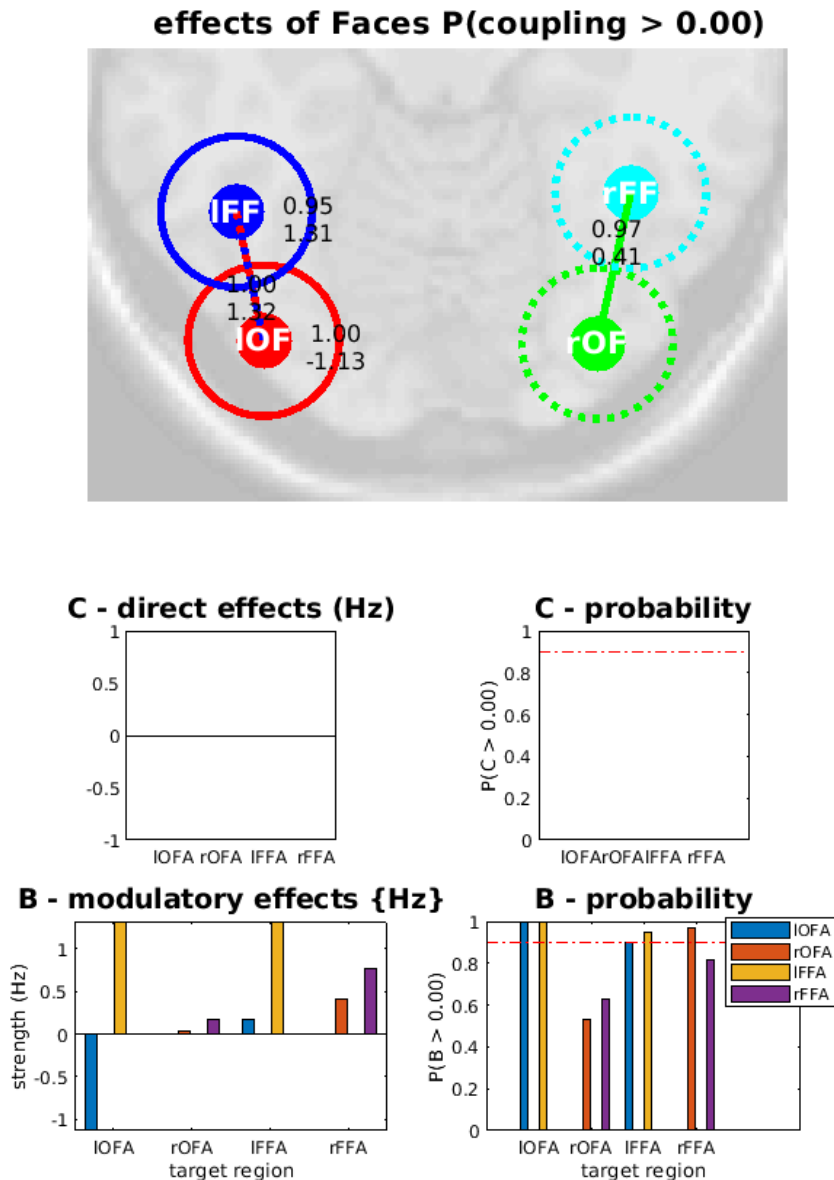 effects of Faces P(coupling > 0.00)
lFF
0.95
1.31
rFF
0.97
0.41
1.00
1.32
lOF
1.00
-1.13
rOF
C - direct effects (Hz)
1
0.5
0
-0.5
-1
lOFA rOFA lFFA rFFA
C - probability
P(C > 0.00)
1
0.8
0.6
0.4
0.2
0
lOFA rOFA lFFA rFFA
B - modulatory effects {Hz}
strength (Hz)
1
0.5
0
-0.5
-1
lOFA rOFA lFFA rFFA
target region
B - probability
P(B > 0.00)
1
0.8
0.6
0.4
0.2
0
lOFA rOFA lFFA rFFA
target region
lOFA
rOFA
lFFA
rFFA